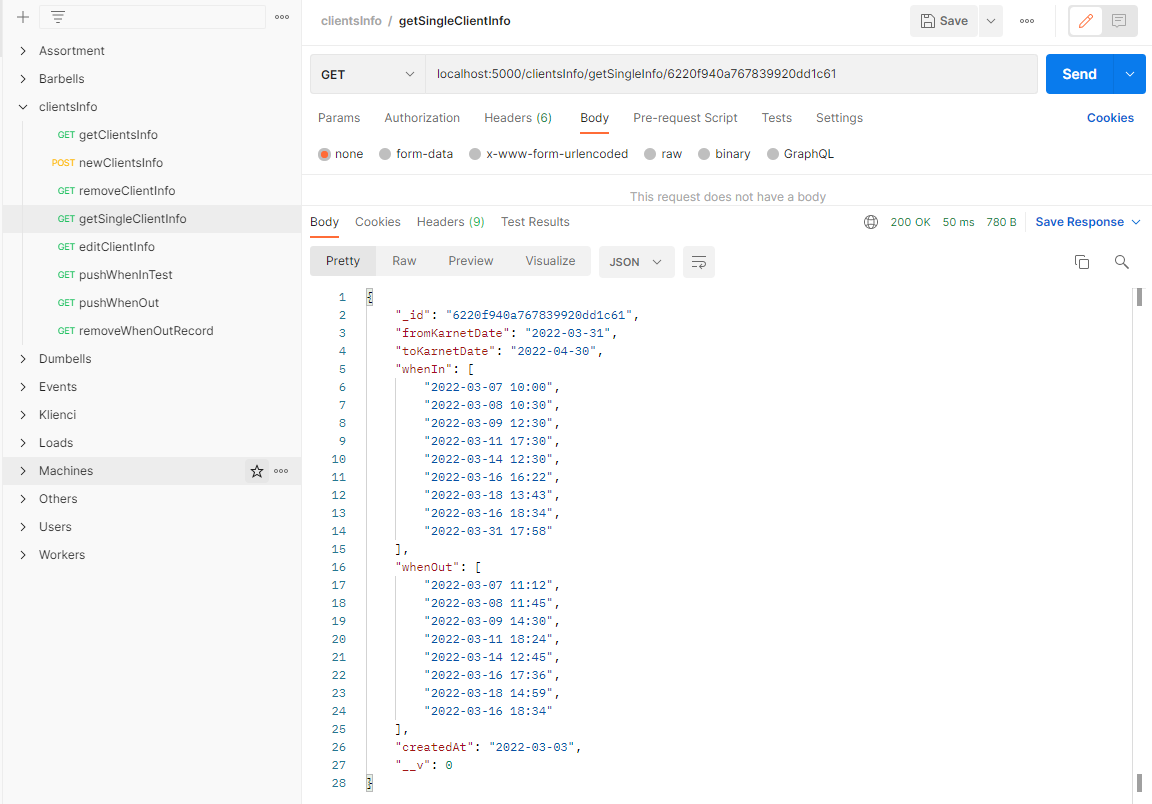 clientsInfo / getSingleClientInfo
Save
Assortment
Barbells
clientsInfo
GET getClientsInfo
POST newClientsInfo
GET removeClientInfo
GET getSingleClientInfo
GET editClientInfo
GET pushWhenInTest
GET pushWhenOut
GET removeWhenOutRecord
Dumbells
Events
Klienci
Loads
Machines
Others
Users
Workers
GET
localhost:5000/clientsInfo/getSingleInfo/6220f940a767839920dd1c61
Send
Params Authorization Headers (6) Body Pre-request Script Tests Settings Cookies
none form-data x-www-form-urlencoded raw binary GraphQL
This request does not have a body
Body Cookies Headers (9) Test Results 200 OK 50 ms 780 B Save Response
Pretty Raw Preview Visualize JSON
1 {
2 "_id": "6220f940a767839920dd1c61",
3 "fromKarnetDate": "2022-03-31",
4 "toKarnetDate": "2022-04-30",
5 "whenIn": [
6 "2022-03-07 10:00",
7 "2022-03-08 10:30",
8 "2022-03-09 12:30",
9 "2022-03-11 17:30",
10 "2022-03-14 12:30",
11 "2022-03-16 16:22",
12 "2022-03-18 13:43",
13 "2022-03-16 18:34",
14 "2022-03-31 17:58"
15 ],
16 "whenOut": [
17 "2022-03-07 11:12",
18 "2022-03-08 11:45",
19 "2022-03-09 14:30",
20 "2022-03-11 18:24",
21 "2022-03-14 12:45",
22 "2022-03-16 17:36",
23 "2022-03-18 14:59",
24 "2022-03-16 18:34"
25 ],
26 "createdAt": "2022-03-03",
27 "__v": 0
28 }